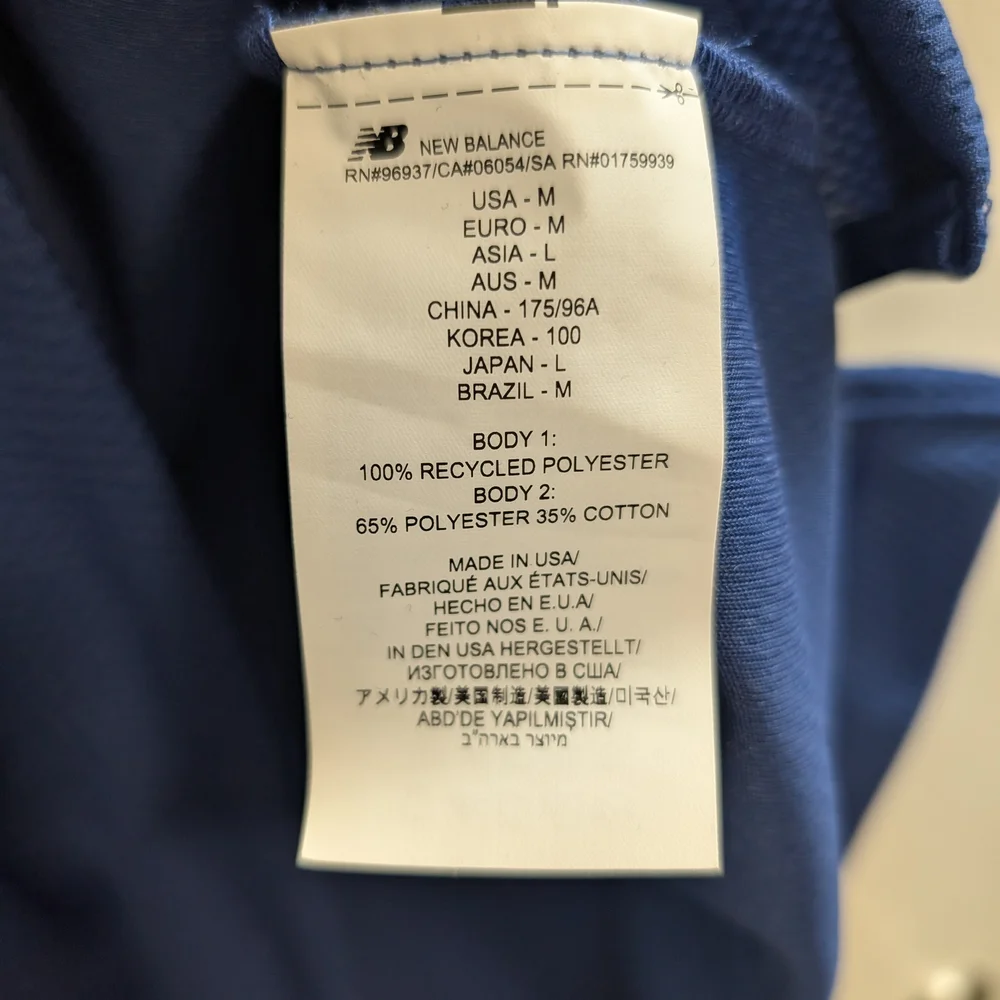 NB NEW BALANCE
RN#96937/CA#06054/SA RN#01759939
USA - M
EURO - M
ASIA - L
AUS - M
CHINA - 175/96A
KOREA - 100
JAPAN - L
BRAZIL - M
BODY 1:
100% RECYCLED POLYESTER
BODY 2:
65% POLYESTER 35% COTTON
MADE IN USA/
FABRIQUÉ AUX ÉTATS-UNIS/
HECHO EN E.U.A/
FEITO NOS E. U. A./
IN DEN USA HERGESTELLT/
ИЗГОТОВЛЕНО В США/
アメリカ製/美国制造/美國製造/미국산/
ABD'DE YAPILMIŞTIR/
מיוצר בארה"ב